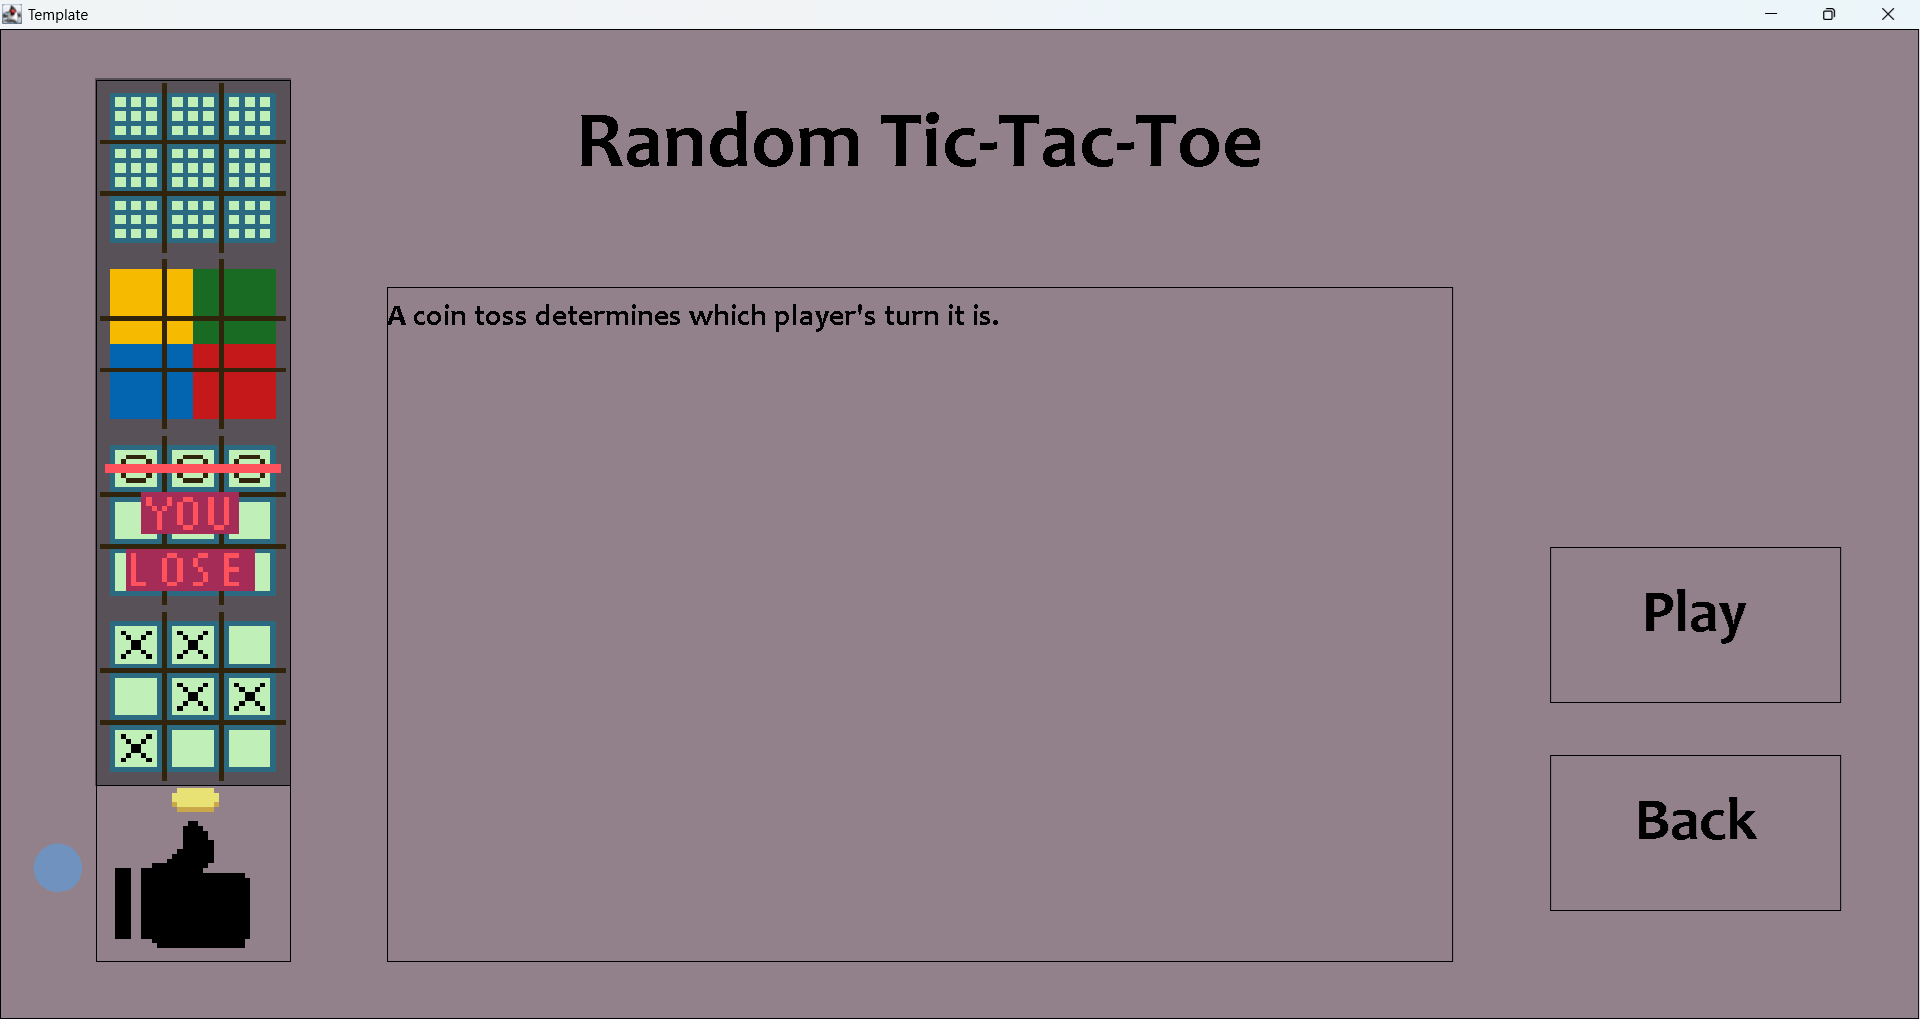 Template
Random Tic-Tac-Toe
A coin toss determines which player's turn it is.
YOU
LOSE
Play
Back